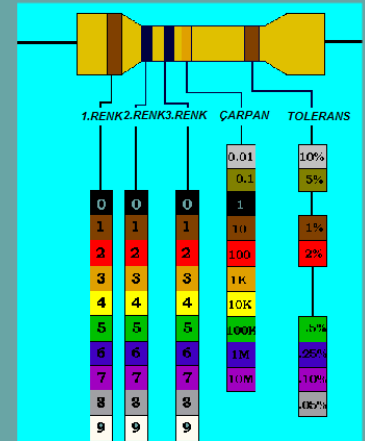 1.RENK 2.RENK 3.RENK ÇARPAN TOLERANS
0.01 10%
0.1 5%
0 0 0 1
1 1 1 10 1%
2 2 2 100 2%
3 3 3 1K
4 4 4 10K
5 5 5 100K .5%
6 6 6 1M .25%
7 7 7 10M .10%
8 8 8 .05%
9 9 9